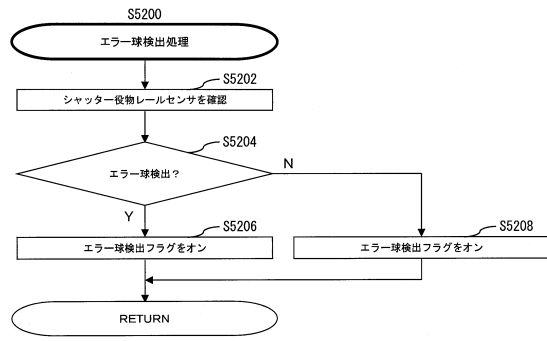 S5200
エラー球検出処理
S5202
シャッター役物レールセンサを確認
S5204
エラー球検出？
N
Y
S5206
エラー球検出フラグをオン
S5208
エラー球検出フラグをオン
RETURN